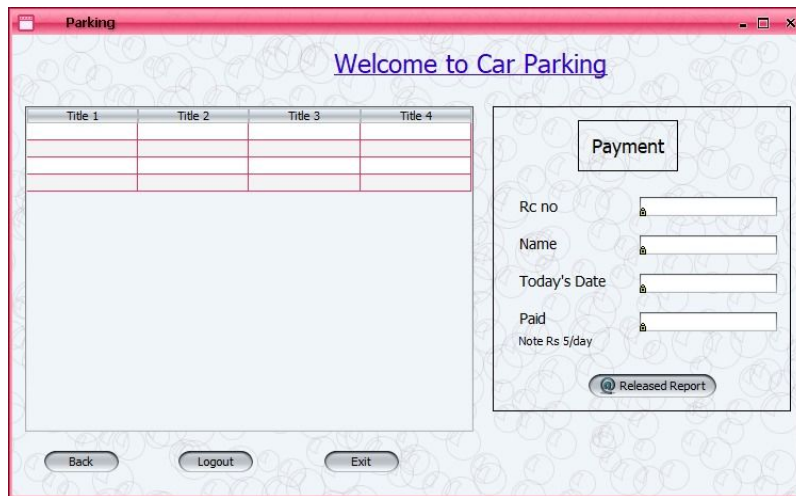 Parking
Welcome to Car Parking
Title 1 Title 2 Title 3 Title 4
Payment
Rc no
Name
Today's Date
Paid
Note Rs 5/day
Released Report
Back Logout Exit